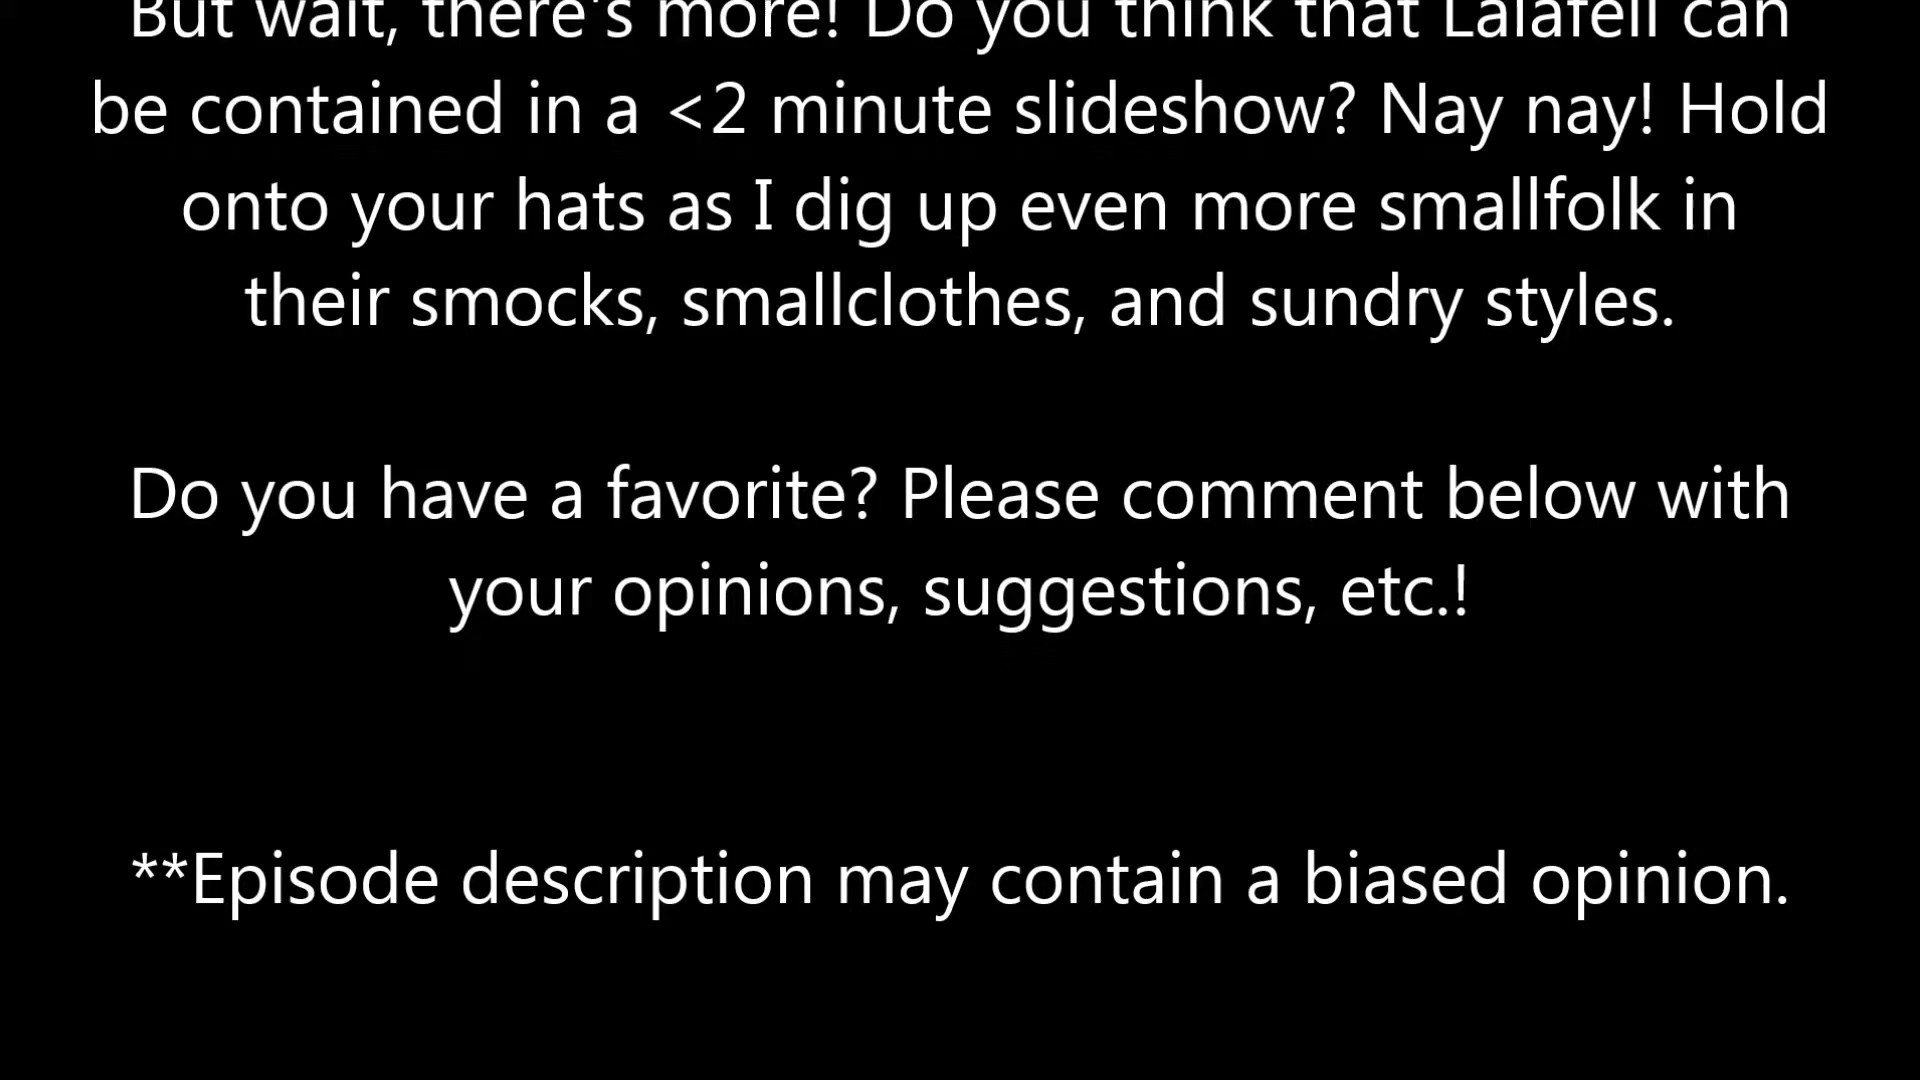 But wait, there's more! Do you think that Lalafell can
be contained in a <2 minute slideshow? Nay nay! Hold
onto your hats as I dig up even more smallfolk in
their smocks, smallclothes, and sundry styles.
Do you have a favorite? Please comment below with
your opinions, suggestions, etc.!
**Episode description may contain a biased opinion.